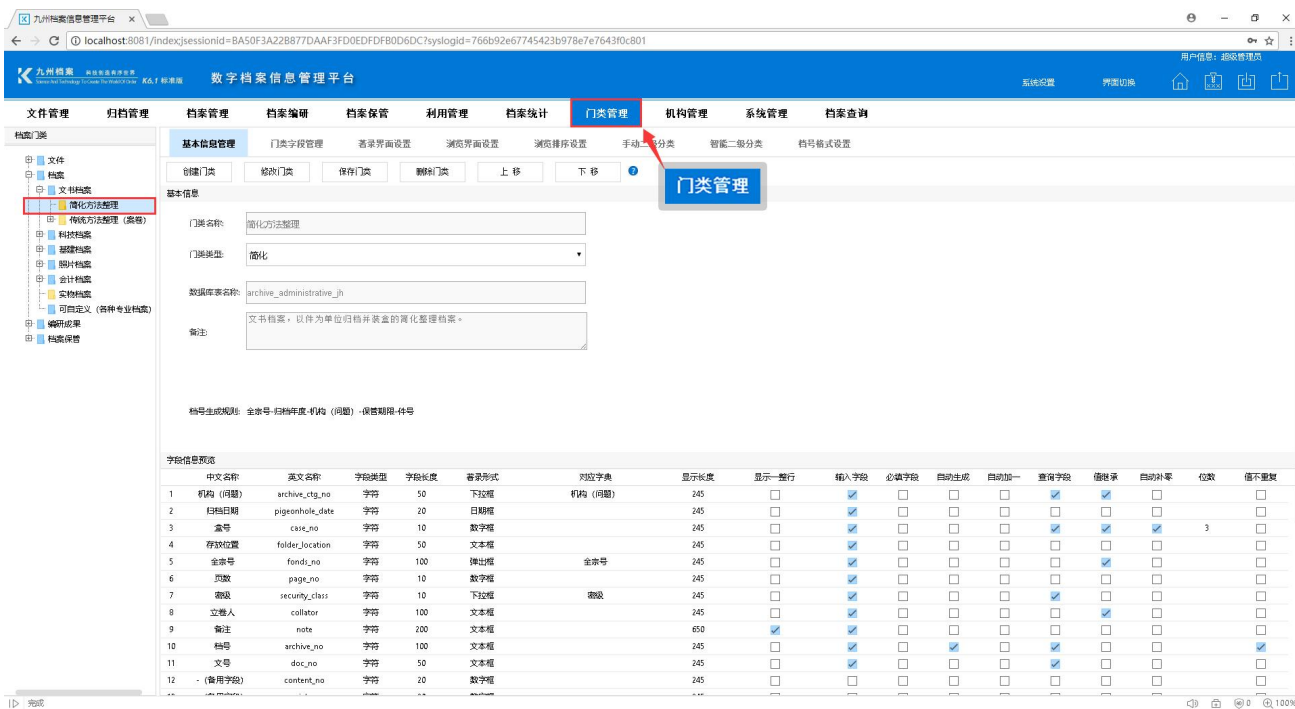 九州档案信息管理平台
localhost:8081/index;jsessionid=BA50F3A22B877DAAF3FD0EDFDFB0D6DC?syslogid=766b92e67745423b978e7e7643f0c801
用户信息：超级管理员
九州档案 科技创造有序世界 K6.1 标准版 数字档案信息管理平台 系统设置 界面切换
文件管理 归档管理 档案管理 档案编研 档案保管 利用管理 档案统计 门类管理 机构管理 系统管理 档案查询
档案门类
文件
档案
文书档案
简化方法整理
传统方法整理（案卷）
科技档案
基建档案
照片档案
会计档案
实物档案
可自定义（各种专业档案）
编研成果
档案保管
基本信息管理 门类字段管理 著录界面设置 浏览界面设置 浏览排序设置 手动二级分类 智能二级分类 档号格式设置
创建门类 修改门类 保存门类 删除门类 上移 下移 ?
门类管理
基本信息
门类名称: 简化方法整理
门类类型: 简化
数据库表名称: archive_administrative_jh
备注: 文书档案，以件为单位归档并装盒的简化整理档案。
档号生成规则: 全宗号-归档年度-机构（问题）-保管期限-件号
字段信息预览
中文名称 英文名称 字段类型 字段长度 著录形式 对应字典 显示长度 显示一整行 输入字段 必填字段 自动生成 自动加一 查询字段 值继承 自动补零 位数 值不重复
1 机构（问题） archive_ctg_no 字符 50 下拉框 机构（问题） 245
2 归档日期 pigeonhole_date 字符 20 日期框 245
3 盒号 case_no 字符 10 数字框 245 3
4 存放位置 folder_location 字符 50 文本框 245
5 全宗号 fonds_no 字符 100 弹出框 全宗号 245
6 页数 page_no 字符 10 数字框 245
7 密级 security_class 字符 10 下拉框 密级 245
8 立卷人 collator 字符 100 文本框 245
9 备注 note 字符 200 文本框 650
10 档号 archive_no 字符 100 文本框 245
11 文号 doc_no 字符 50 文本框 245
12 -（备用字段） content_no 字符 20 数字框 245
完成 0 100%